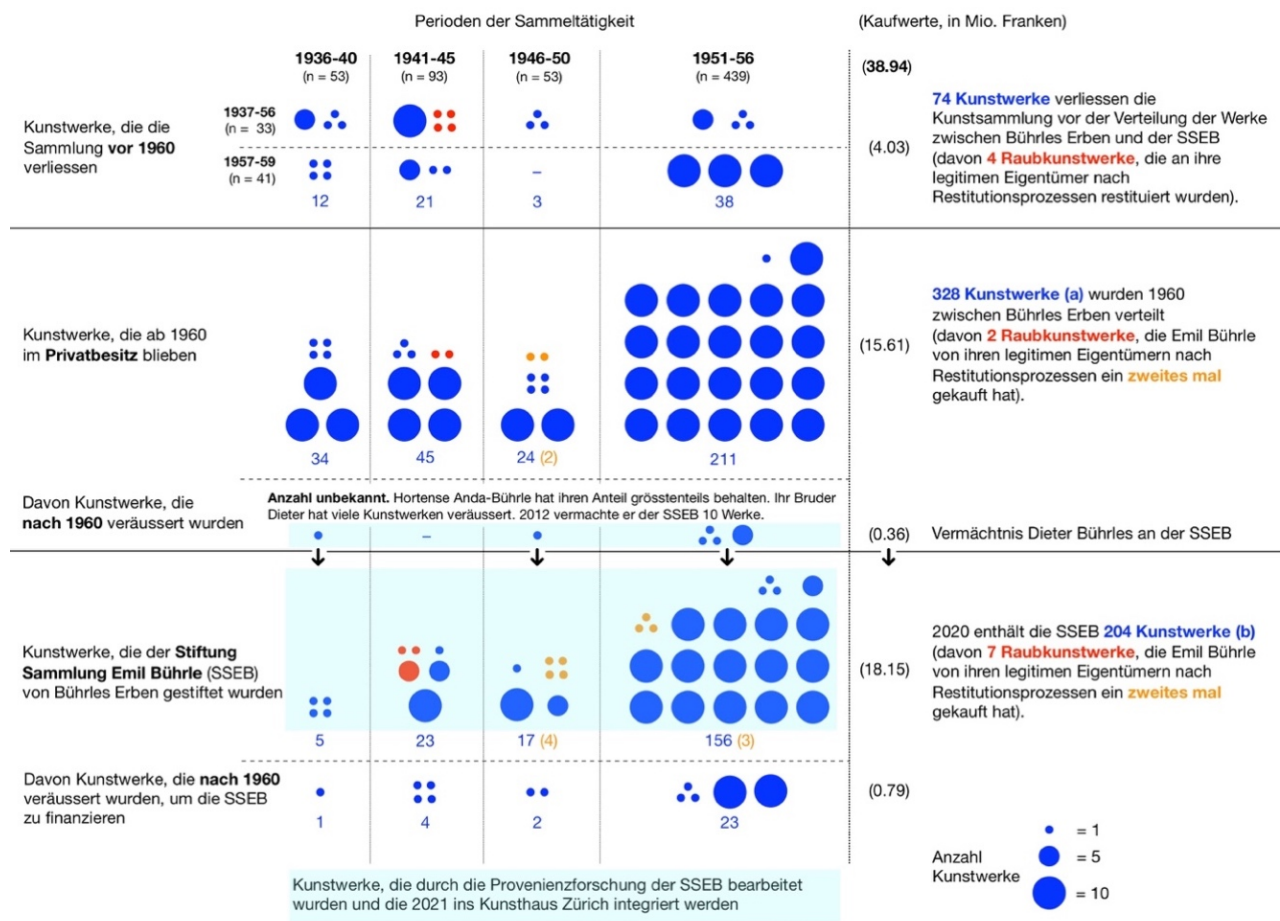 Perioden der Sammeltätigkeit
(Kaufwerte, in Mio. Franken)
1936-40
(n = 53)
1941-45
(n = 93)
1946-50
(n = 53)
1951-56
(n = 439)
(38.94)
Kunstwerke, die die
Sammlung vor 1960
verliessen
1937-56
(n = 33)
1957-59
(n = 41)
–
12
21
3
38
(4.03)
74 Kunstwerke verliessen die
Kunstsammlung vor der Verteilung der Werke
zwischen Bührles Erben und der SSEB
(davon 4 Raubkunstwerke, die an ihre
legitimen Eigentümer nach
Restitutionsprozessen restituiert wurden).
Kunstwerke, die ab 1960
im Privatbesitz blieben
34
45
24 (2)
211
(15.61)
328 Kunstwerke (a) wurden 1960
zwischen Bührles Erben verteilt
(davon 2 Raubkunstwerke, die Emil Bührle
von ihren legitimen Eigentümern nach
Restitutionsprozessen ein zweites mal
gekauft hat).
Davon Kunstwerke, die
nach 1960 veräussert wurden
Anzahl unbekannt. Hortense Anda-Bührle hat ihren Anteil grösstenteils behalten. Ihr Bruder
Dieter hat viele Kunstwerken veräussert. 2012 vermachte er der SSEB 10 Werke.
–
(0.36)
Vermächtnis Dieter Bührles an der SSEB
Kunstwerke, die der Stiftung
Sammlung Emil Bührle (SSEB)
von Bührles Erben gestiftet wurden
5
23
17 (4)
156 (3)
(18.15)
2020 enthält die SSEB 204 Kunstwerke (b)
(davon 7 Raubkunstwerke, die Emil Bührle
von ihren legitimen Eigentümern nach
Restitutionsprozessen ein zweites mal
gekauft hat).
Davon Kunstwerke, die nach 1960
veräussert wurden, um die SSEB
zu finanzieren
1
4
2
23
(0.79)
Anzahl
Kunstwerke
= 1
= 5
= 10
Kunstwerke, die durch die Provenienzforschung der SSEB bearbeitet
wurden und die 2021 ins Kunsthaus Zürich integriert werden